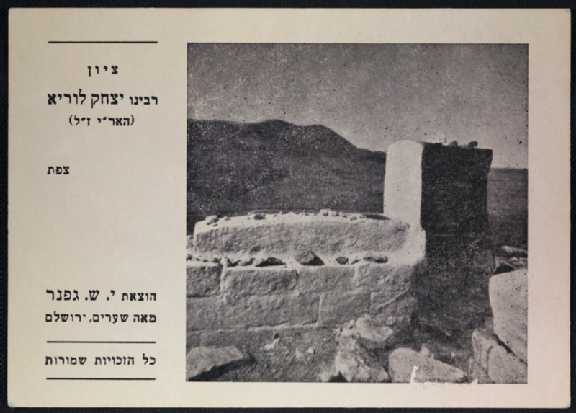 ציון
רבינו יצחק לוריא
(האר״י ז״ל)
צפת
הוצאת י. ש. גפנר
מאה שערים, ירושלם
כל הזכויות שמורות